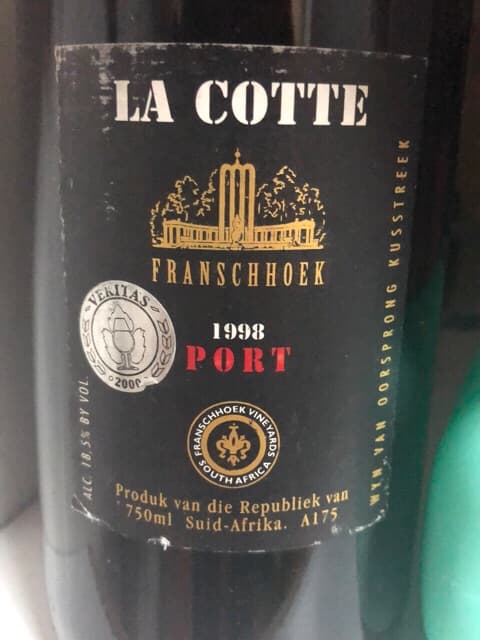 LA COTTE
FRANSCHHOEK
VERITAS
2000
1998
PORT
FRANSCHHOEK VINEYARDS
SOUTH AFRICA
ALC. 18,5% BY VOL.
WYN VAN OORSPRONG KUSSTREEK
Produk van die Republiek van
750ml Suid-Afrika. A175